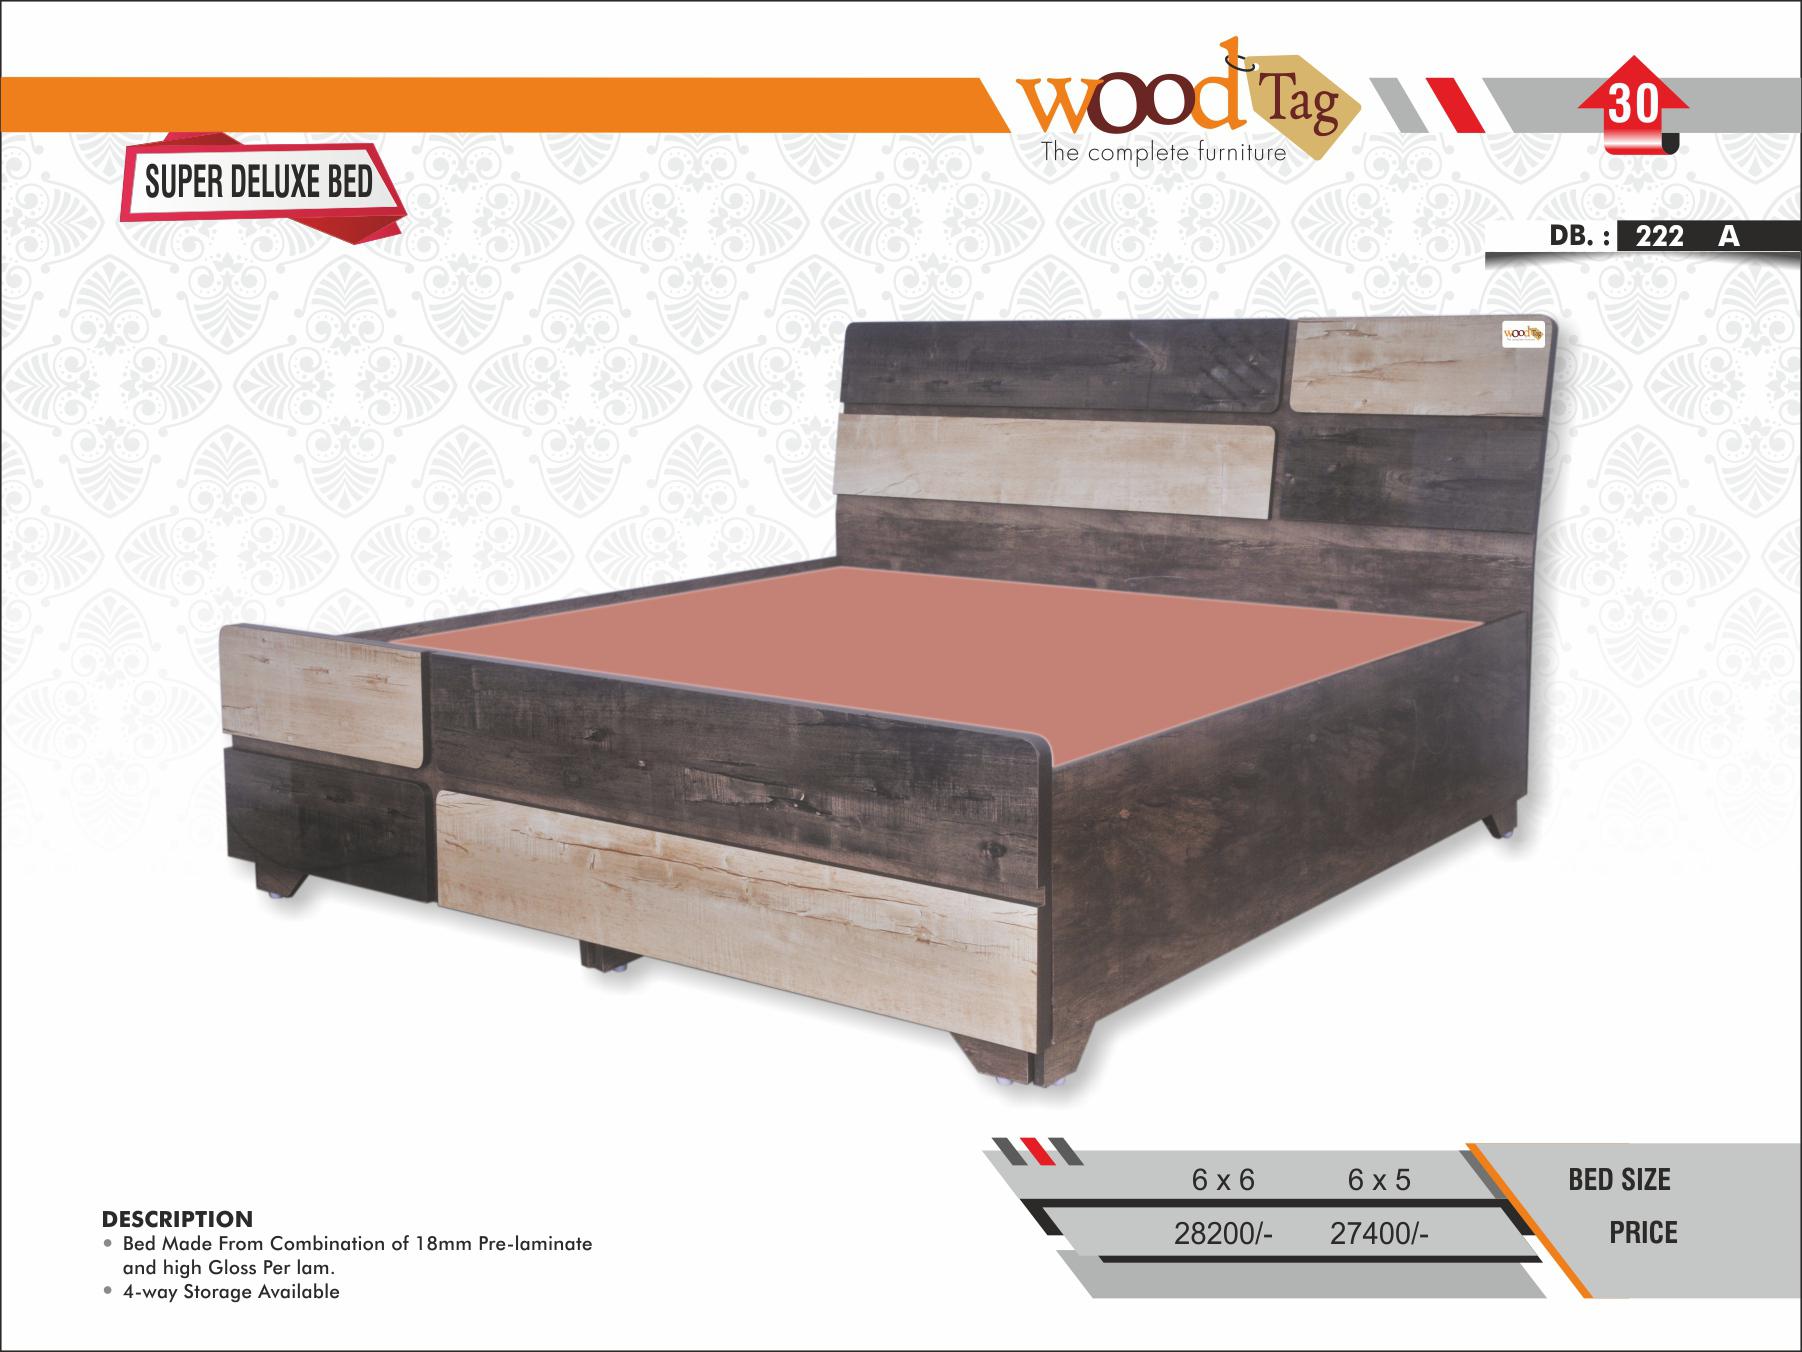 wood Tag
The complete furniture
30
SUPER DELUXE BED
DB. : 222 A
wood Tag
DESCRIPTION
• Bed Made From Combination of 18mm Pre-laminate
and high Gloss Per lam.
• 4-way Storage Available
6 x 6 6 x 5 BED SIZE
28200/- 27400/- PRICE